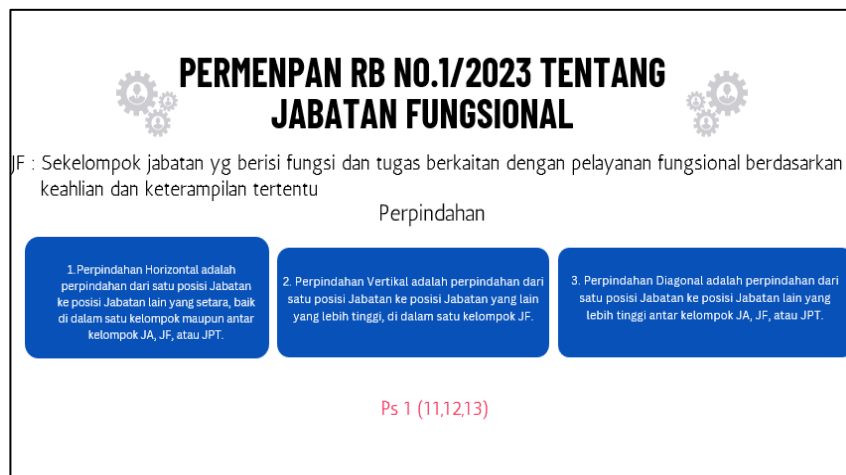 PERMENPAN RB NO.1/2023 TENTANG
JABATAN FUNGSIONAL
JF : Sekelompok jabatan yg berisi fungsi dan tugas berkaitan dengan pelayanan fungsional berdasarkan
keahlian dan keterampilan tertentu
Perpindahan
1.Perpindahan Horizontal adalah
perpindahan dari satu posisi Jabatan
ke posisi Jabatan lain yang setara, baik
di dalam satu kelompok maupun antar
kelompok JA, JF, atau JPT.
2. Perpindahan Vertikal adalah perpindahan dari
satu posisi Jabatan ke posisi Jabatan yang lain
yang lebih tinggi, di dalam satu kelompok JF.
3. Perpindahan Diagonal adalah perpindahan dari
satu posisi Jabatan ke posisi Jabatan lain yang
lebih tinggi antar kelompok JA, JF, atau JPT.
Ps 1 (11,12,13)